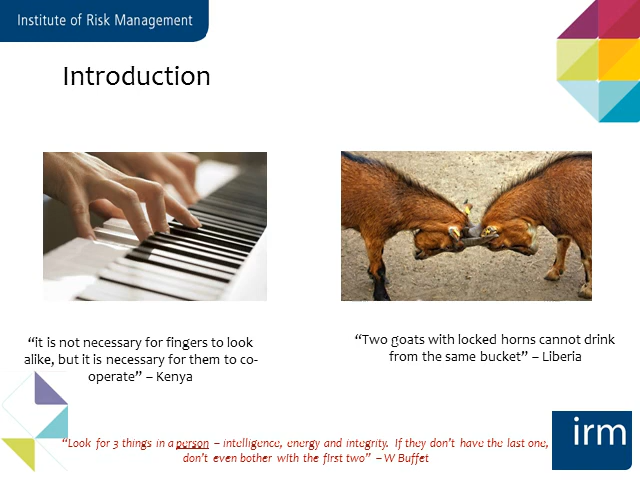 Institute of Risk Management
Introduction
“it is not necessary for fingers to look
alike, but it is necessary for them to co-
operate” – Kenya
“Two goats with locked horns cannot drink
from the same bucket” – Liberia
“Look for 3 things in a person – intelligence, energy and integrity. If they don’t have the last one,
don’t even bother with the first two” – W Buffet
irm